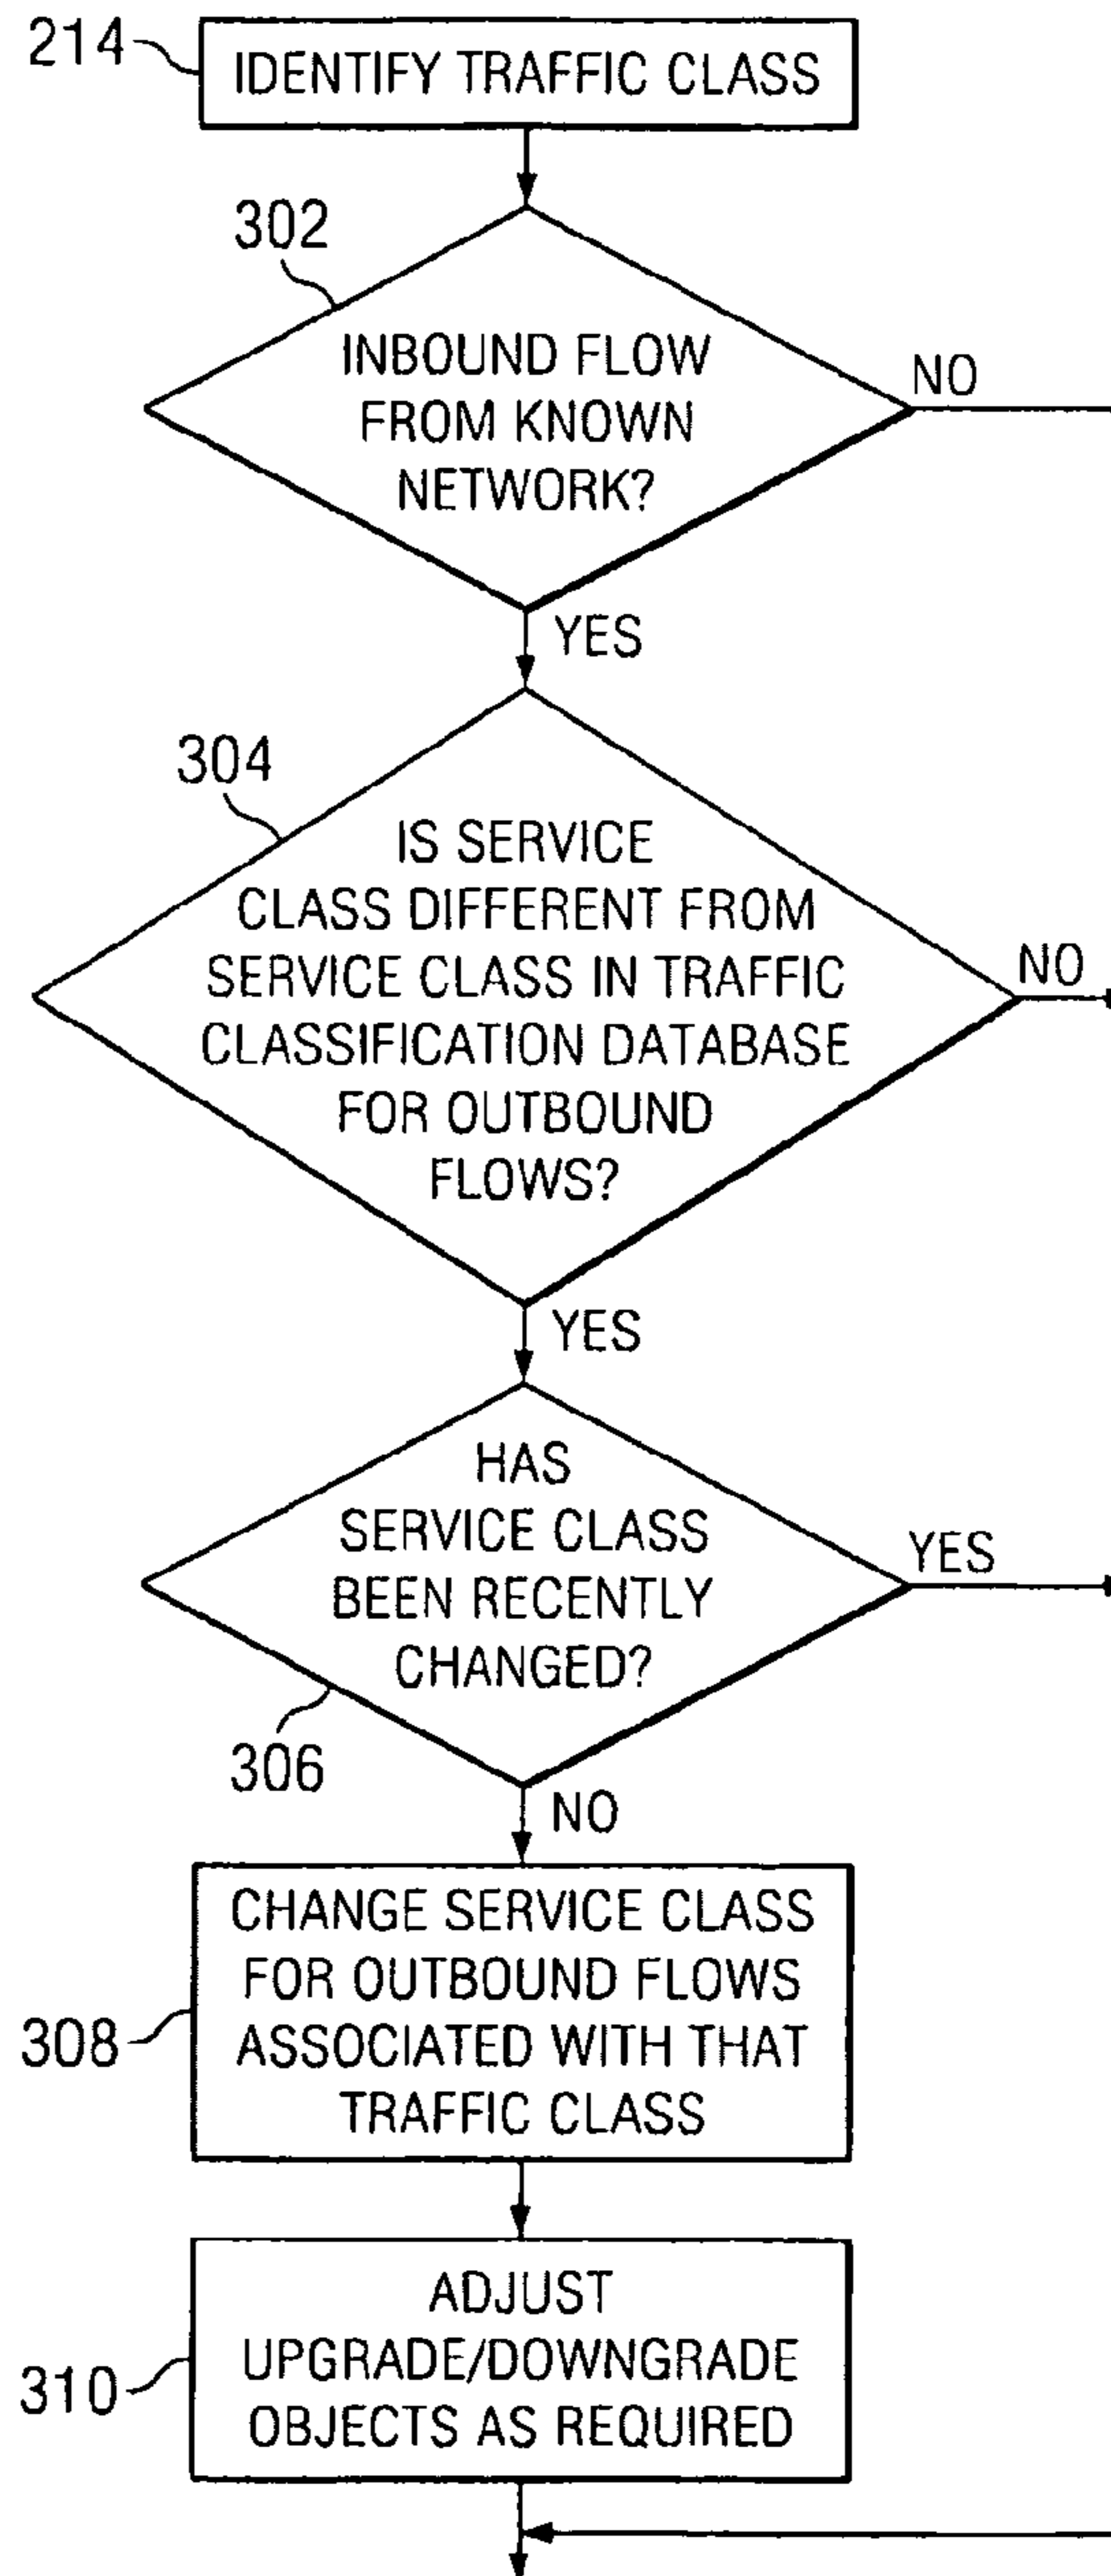 214
IDENTIFY TRAFFIC CLASS
302
INBOUND FLOW
FROM KNOWN
NETWORK?
NO
YES
304
IS SERVICE
CLASS DIFFERENT FROM
SERVICE CLASS IN TRAFFIC
CLASSIFICATION DATABASE
FOR OUTBOUND
FLOWS?
NO
YES
HAS
SERVICE CLASS
BEEN RECENTLY
CHANGED?
YES
306
NO
CHANGE SERVICE CLASS
FOR OUTBOUND FLOWS
ASSOCIATED WITH THAT
TRAFFIC CLASS
308
ADJUST
UPGRADE/DOWNGRADE
OBJECTS AS REQUIRED
310